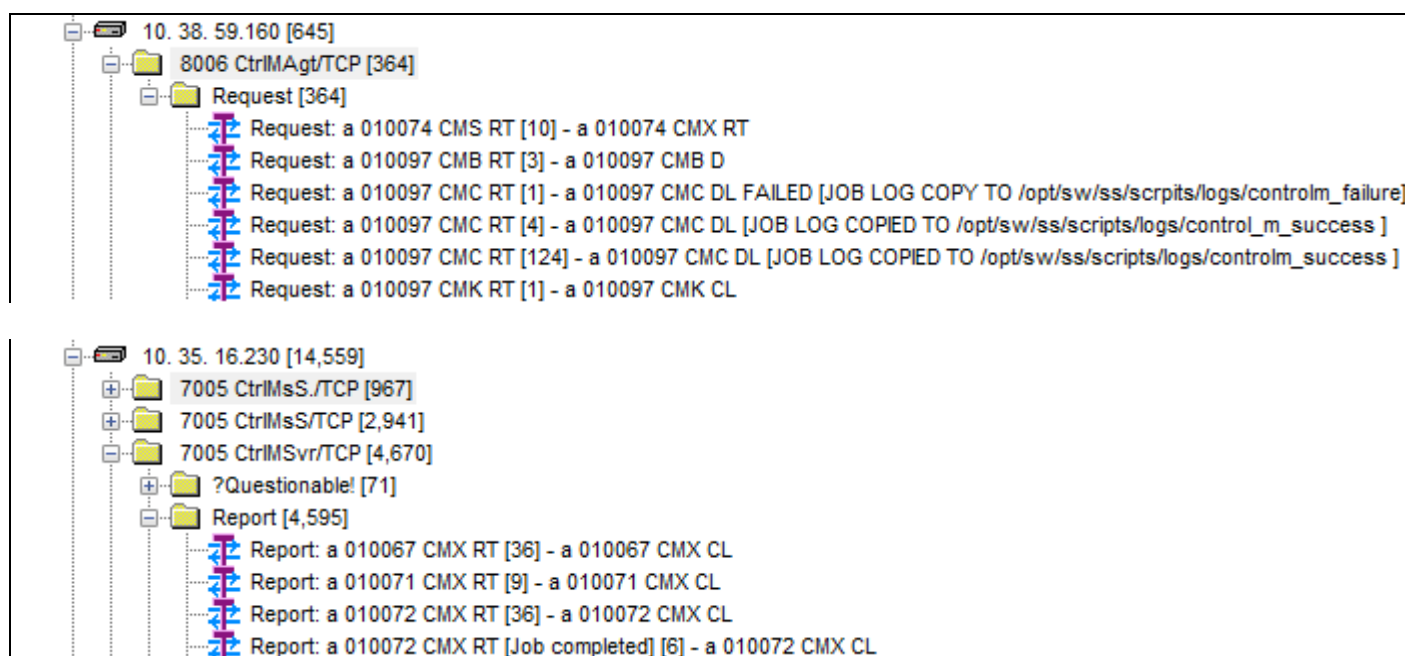 10. 38. 59.160 [645]
8006 CtrlMAgt/TCP [364]
Request [364]
Request: a 010074 CMS RT [10] - a 010074 CMX RT
Request: a 010097 CMB RT [3] - a 010097 CMB D
Request: a 010097 CMC RT [1] - a 010097 CMC DL FAILED [JOB LOG COPY TO /opt/sw/ss/scrpits/logs/controlm_failure]
Request: a 010097 CMC RT [4] - a 010097 CMC DL [JOB LOG COPIED TO /opt/sw/ss/scripts/logs/control_m_success ]
Request: a 010097 CMC RT [124] - a 010097 CMC DL [JOB LOG COPIED TO /opt/sw/ss/scripts/logs/controlm_success ]
Request: a 010097 CMK RT [1] - a 010097 CMK CL
10. 35. 16.230 [14,559]
7005 CtrlMsS./TCP [967]
7005 CtrlMsS/TCP [2,941]
7005 CtrlMSvr/TCP [4,670]
?Questionable! [71]
Report [4,595]
Report: a 010067 CMX RT [36] - a 010067 CMX CL
Report: a 010071 CMX RT [9] - a 010071 CMX CL
Report: a 010072 CMX RT [36] - a 010072 CMX CL
Report: a 010072 CMX RT [Job completed] [6] - a 010072 CMX CL